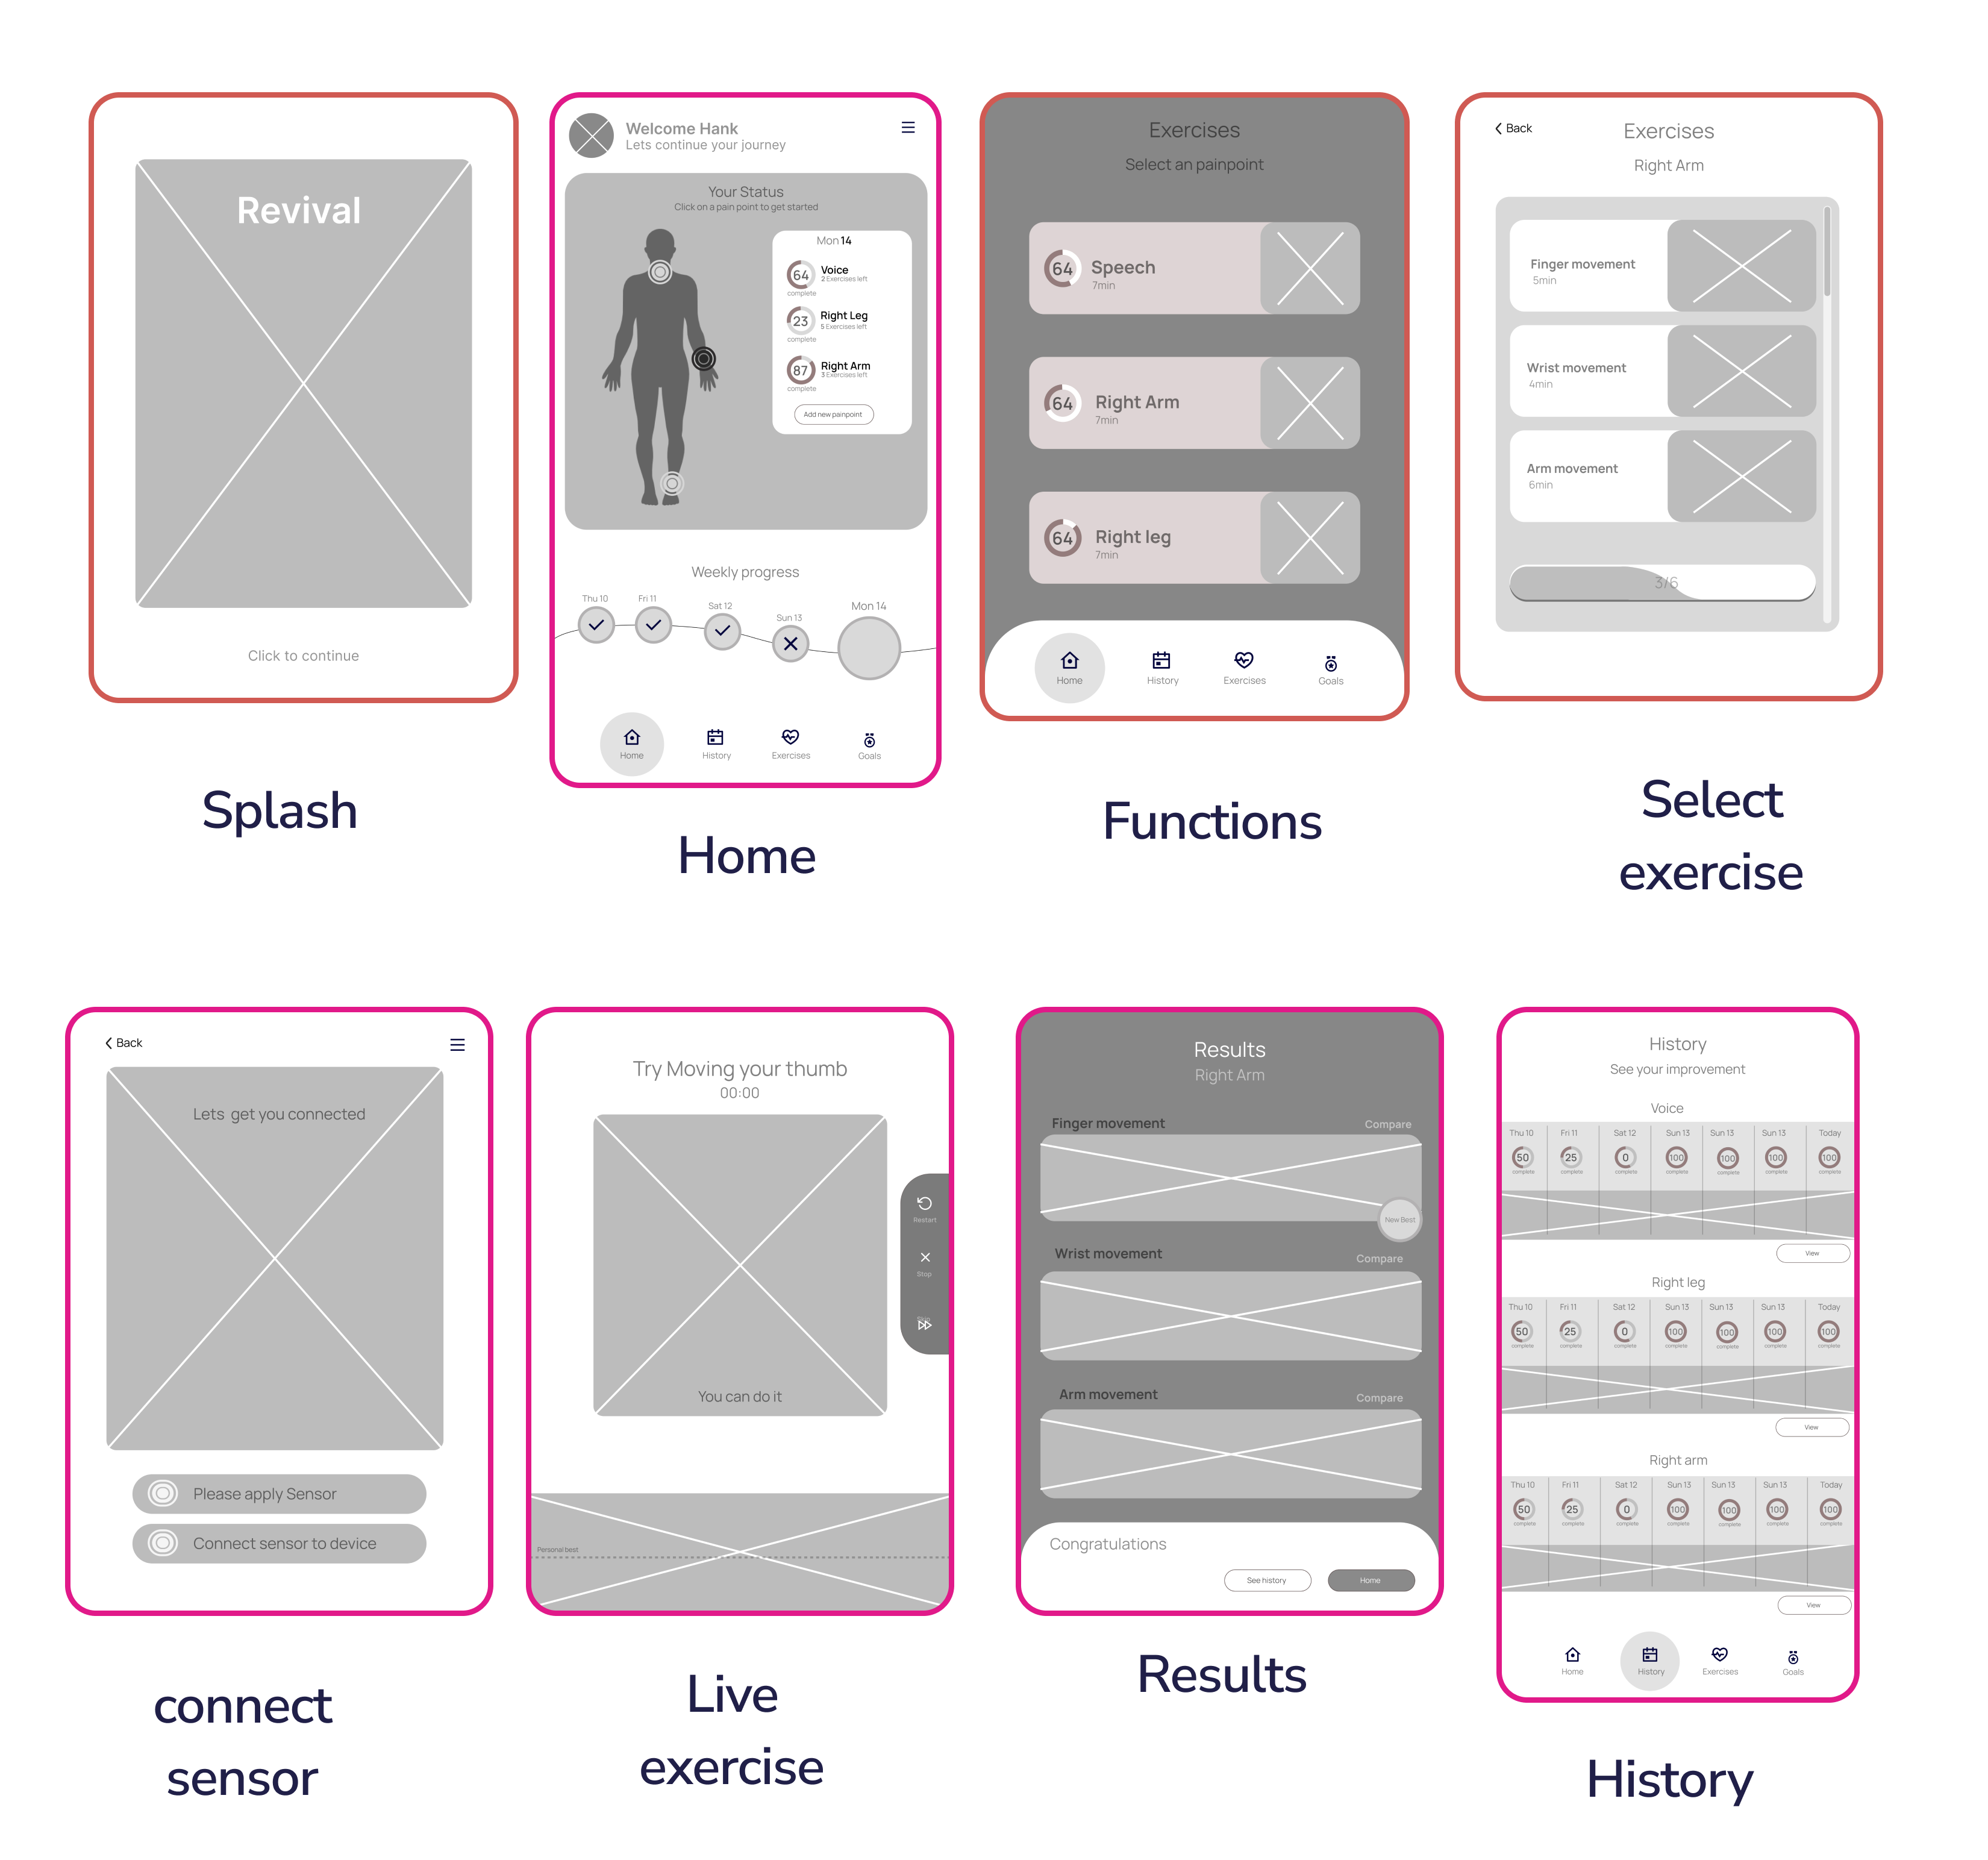 Revival
Click to continue
Splash
Welcome Hank
Lets continue your journey
Your Status
Click on a pain point to get started
Mon 14
64
Voice
2 Exercises left
complete
23
Right Leg
5 Exercises left
complete
87
Right Arm
3 Exercises left
complete
Add new painpoint
Weekly progress
Thu 10
Fri 11
Sat 12
Sun 13
Mon 14
Home
History
Exercises
Goals
Home
Exercises
Select an painpoint
64
Speech
7min
64
Right Arm
7min
64
Right leg
7min
Home
History
Exercises
Goals
Functions
Back
Exercises
Right Arm
Finger movement
5min
Wrist movement
4min
Arm movement
6min
3/6
Select
exercise
Back
Lets get you connected
Please apply Sensor
Connect sensor to device
connect
sensor
Try Moving your thumb
00:00
Restart
Stop
You can do it
Personal best
Live
exercise
Results
Right Arm
Finger movement
Compare
New Best
Wrist movement
Compare
Arm movement
Compare
Congratulations
See history
Home
Results
History
See your improvement
Voice
Thu 10 Fri 11 Sat 12 Sun 13 Sun 13 Sun 13 Today
50 25 0 100 100 100 100
complete complete complete complete complete complete complete
View
Right leg
Thu 10 Fri 11 Sat 12 Sun 13 Sun 13 Sun 13 Today
50 25 0 100 100 100 100
complete complete complete complete complete complete complete
View
Right arm
Thu 10 Fri 11 Sat 12 Sun 13 Sun 13 Sun 13 Today
50 25 0 100 100 100 100
complete complete complete complete complete complete complete
View
Home
History
Exercises
Goals
History